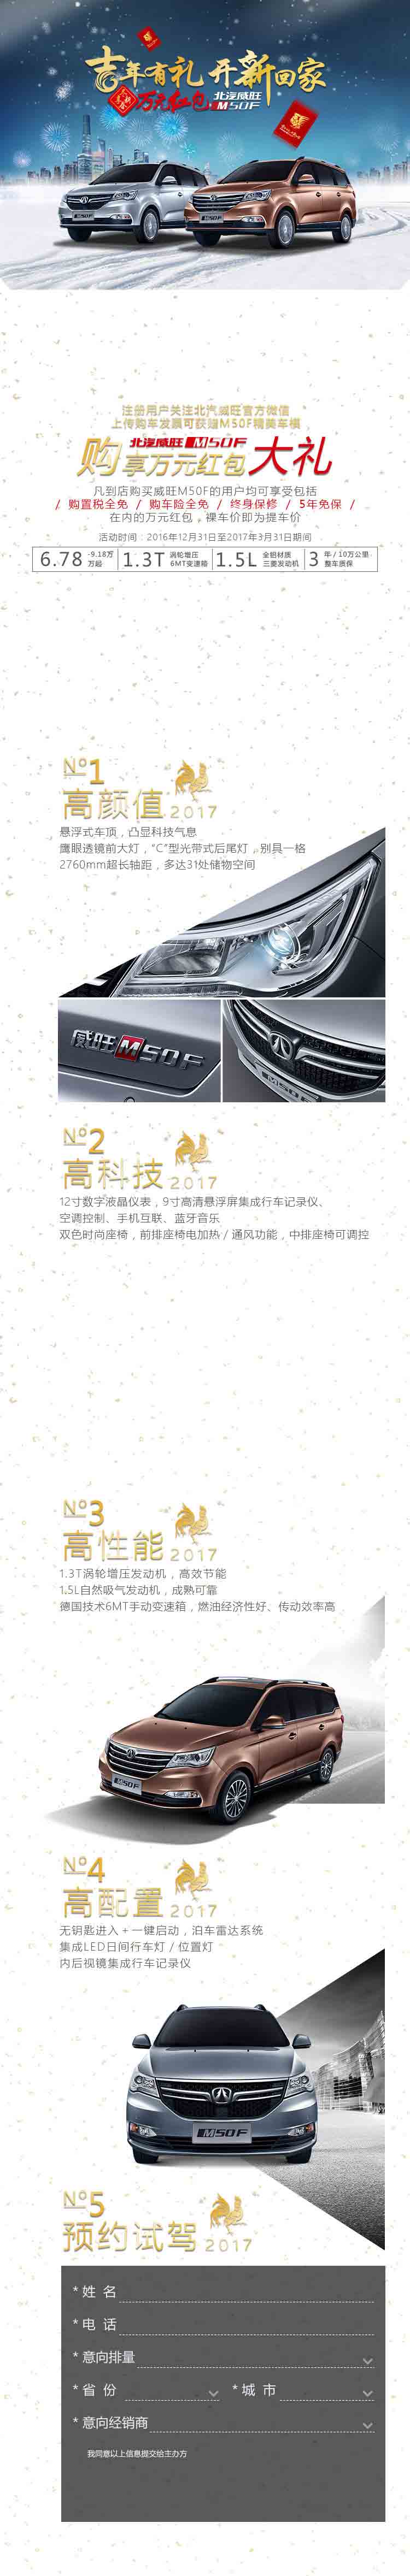 吉年有礼 开新回家
万元红包·北汽威旺M50F
M50F
注册用户关注北汽威旺官方微信
上传购车发票可获赠M50F精美车模
购 北汽威旺 M50F 享万元红包 大礼
凡到店购买威旺M50F的用户均可享受包括
/ 购置税全免 / 购车险全免 / 终身保修 / 5年免保 /
在内的万元红包，裸车价即为提车价
活动时间：2016年12月31日至2017年3月31日期间
6.78 -9.18万 万起
1.3T 涡轮增压 6MT变速箱
1.5L 全铝材质 三菱发动机
3 年 / 10万公里 整车质保
Nº1
高颜值 2017
悬浮式车顶，凸显科技气息
鹰眼透镜前大灯，“C”型光带式后尾灯，别具一格
2760mm超长轴距，多达31处储物空间
威旺M50F
M50F
Nº2
高科技 2017
12寸数字液晶仪表，9寸高清悬浮屏集成行车记录仪、
空调控制、手机互联、蓝牙音乐
双色时尚座椅，前排座椅电加热 / 通风功能，中排座椅可调控
Nº3
高性能 2017
1.3T涡轮增压发动机，高效节能
1.5L自然吸气发动机，成熟可靠
德国技术6MT手动变速箱，燃油经济性好、传动效率高
M50F
Nº4
高配置 2017
无钥匙进入 + 一键启动，泊车雷达系统
集成LED日间行车灯 / 位置灯
内后视镜集成行车记录仪
M50F
Nº5
预约试驾 2017
* 姓 名
* 电 话
* 意向排量
* 省 份 * 城 市
* 意向经销商
我同意以上信息提交给主办方